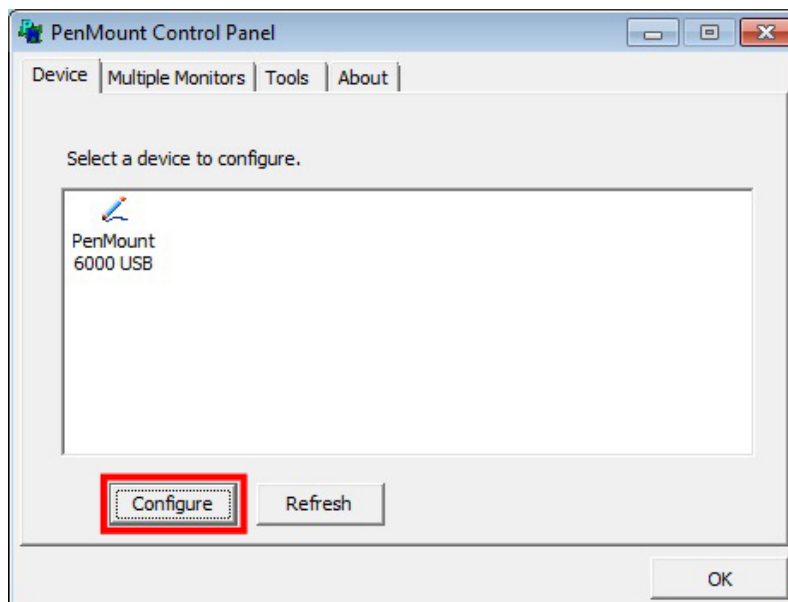 PenMount Control Panel
Device Multiple Monitors Tools About
Select a device to configure.
PenMount
6000 USB
Configure Refresh
OK